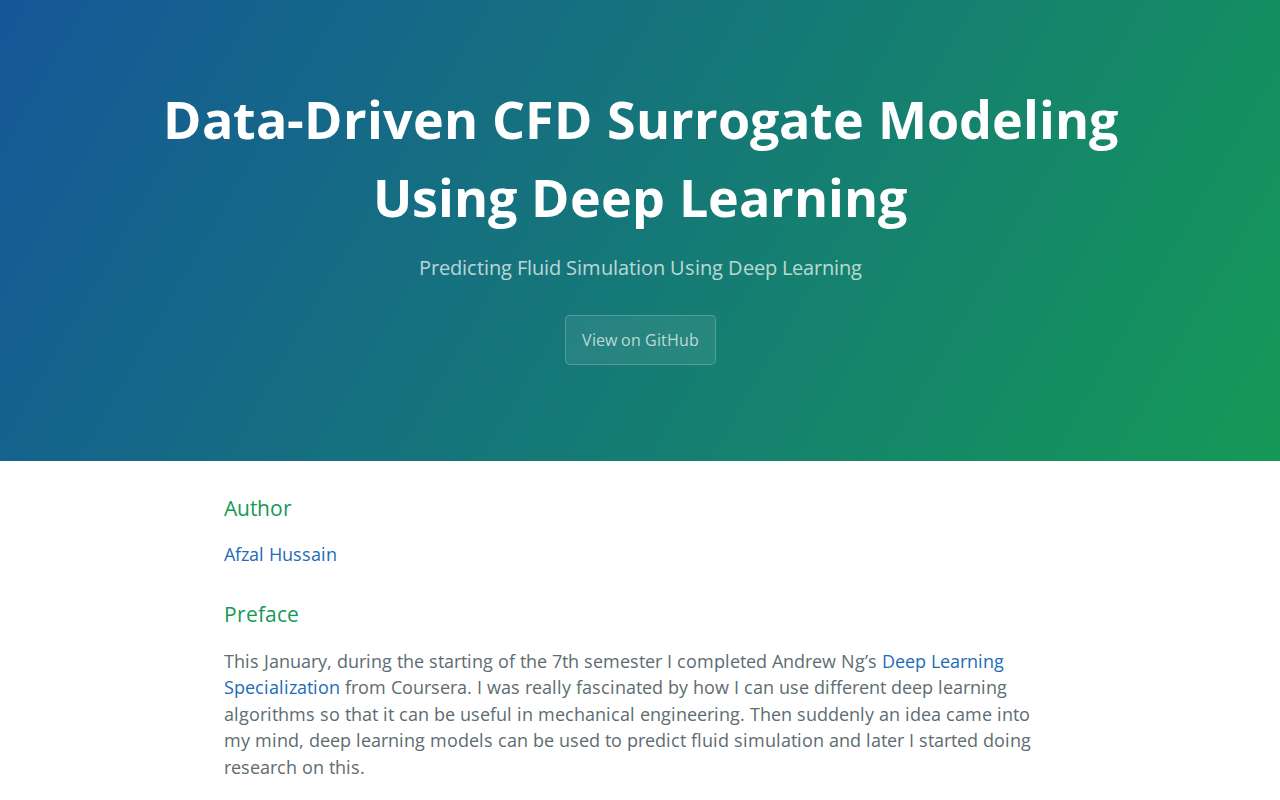 Data-Driven CFD Surrogate Modeling
Using Deep Learning
Predicting Fluid Simulation Using Deep Learning
View on GitHub
Author
Afzal Hussain
Preface
This January, during the starting of the 7th semester I completed Andrew Ng’s Deep Learning
Specialization from Coursera. I was really fascinated by how I can use different deep learning
algorithms so that it can be useful in mechanical engineering. Then suddenly an idea came into
my mind, deep learning models can be used to predict fluid simulation and later I started doing
research on this.